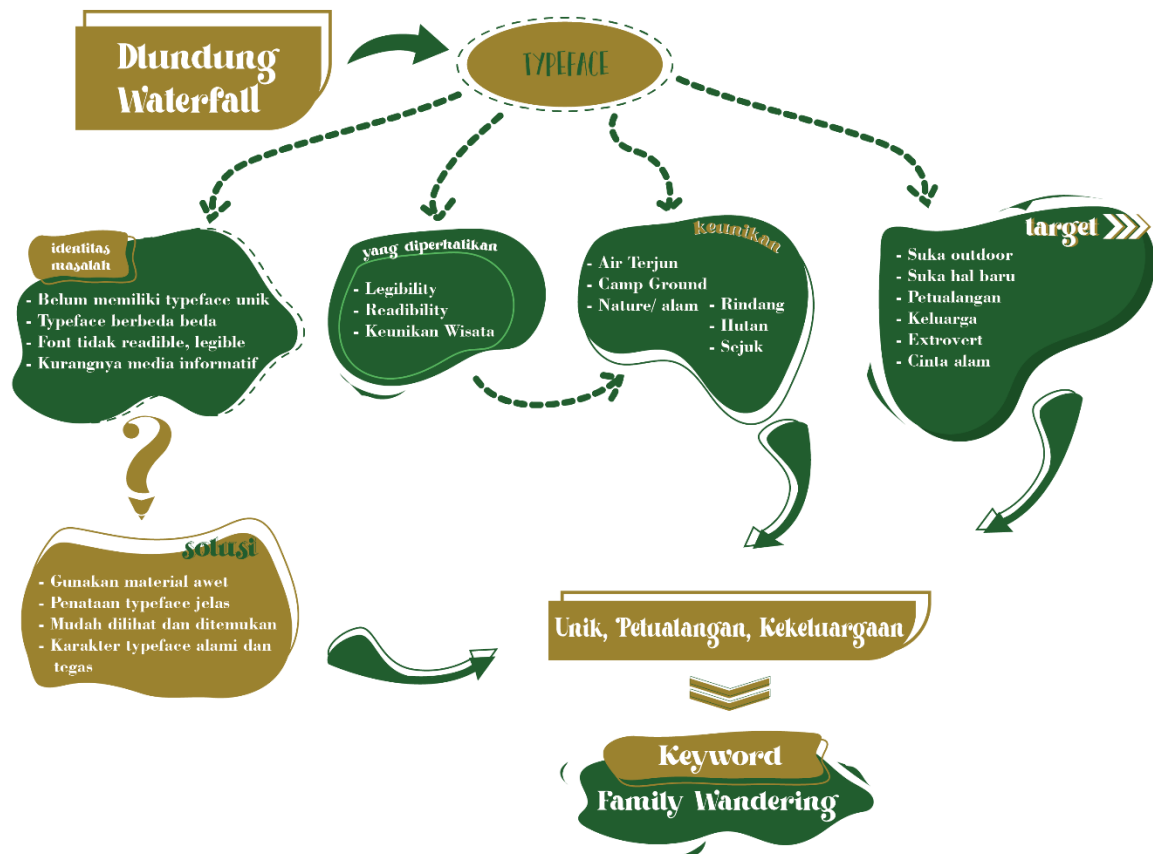 Dlundung
Waterfall
TYPEFACE
identitas
masalah
- Belum memiliki typeface unik
- Typeface berbeda beda
- Font tidak readible, legible
- Kurangnya media informatif
yang diperhatikan
- Legibility
- Readibility
- Keunikan Wisata
keunikan
- Air Terjun
- Camp Ground
- Nature/ alam
- Rindang
- Hutan
- Sejuk
target
- Suka outdoor
- Suka hal baru
- Petualangan
- Keluarga
- Extrovert
- Cinta alam
?
solusi
- Gunakan material awet
- Penataan typeface jelas
- Mudah dilihat dan ditemukan
- Karakter typeface alami dan
tegas
Unik, Petualangan, Kekeluargaan
Keyword
Family Wandering